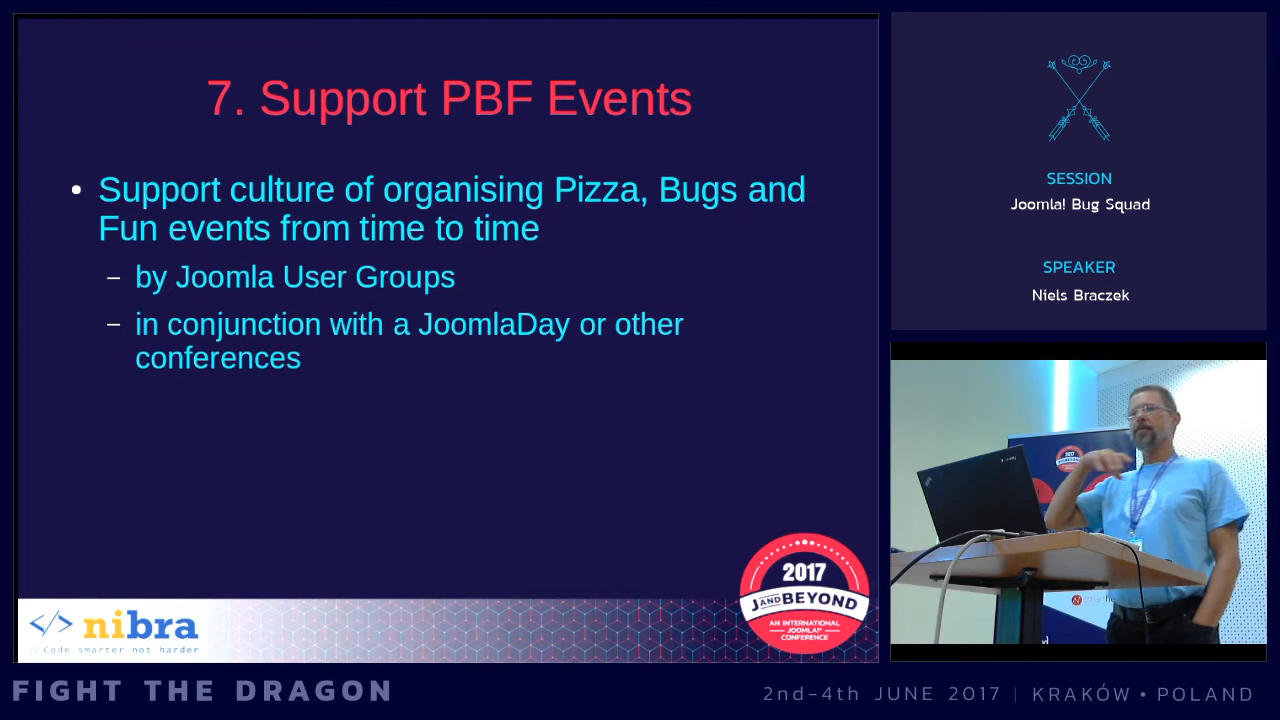 7. Support PBF Events
• Support culture of organising Pizza, Bugs and
Fun events from time to time
– by Joomla User Groups
– in conjunction with a JoomlaDay or other
conferences
2017
J AND BEYOND
AN INTERNATIONAL
JOOMLA!®
CONFERENCE
</> nibra
// Code smarter not harder
SESSION
Joomla! Bug Squad
SPEAKER
Niels Braczek
2017
FIGHT THE DRAGON
2nd-4th JUNE 2017 | KRAKÓW • POLAND